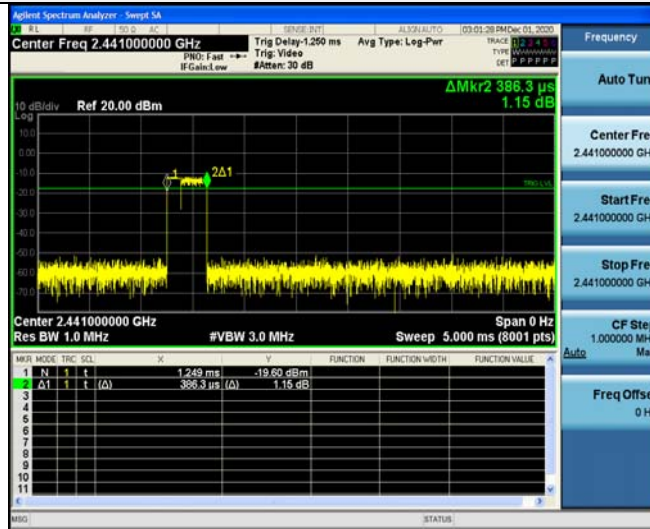 Agilent Spectrum Analyzer - Swept SA
RL RF 50 Ω AC SENSE:INT ALIGN AUTO 03:01:28 PM Dec 01, 2020
Center Freq 2.441000000 GHz
PNO: Fast
IFGain:Low
Trig Delay-1.250 ms
Trig: Video
#Atten: 30 dB
Avg Type: Log-Pwr
TRACE 1 2 3 4 5 6
TYPE
DET P P P P P P
ΔMkr2 386.3 µs
1.15 dB
10 dB/div Ref 20.00 dBm
Log
10.0
0.00
-10.0
-20.0
-30.0
-40.0
-50.0
-60.0
-70.0
1
2Δ1
TRIG LVL
Center 2.441000000 GHz Span 0 Hz
Res BW 1.0 MHz #VBW 3.0 MHz Sweep 5.000 ms (8001 pts)
MKR MODE TRC SCL X Y FUNCTION FUNCTION WIDTH FUNCTION VALUE
1 N 1 t 1.249 ms -19.60 dBm
2 Δ1 1 t (Δ) 386.3 µs (Δ) 1.15 dB
3
4
5
6
7
8
9
10
11
MSG STATUS
Frequency
Auto Tun
Center Fre
2.441000000 GH
Start Fre
2.441000000 GH
Stop Fre
2.441000000 GH
CF Ste
1.000000 MH
Auto Ma
Freq Offse
0 H